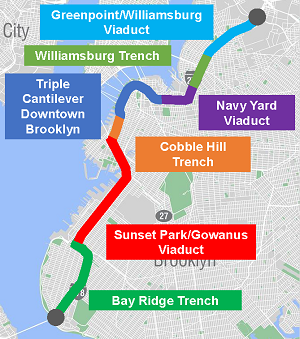 Greenpoint/Williamsburg
Viaduct
City
Williamsburg Trench
Triple
Cantilever
Downtown
Brooklyn
Navy Yard
Viaduct
Cobble Hill
Trench
27
Sunset Park/Gowanus
Viaduct
Brooklyn
Bay Ridge Trench